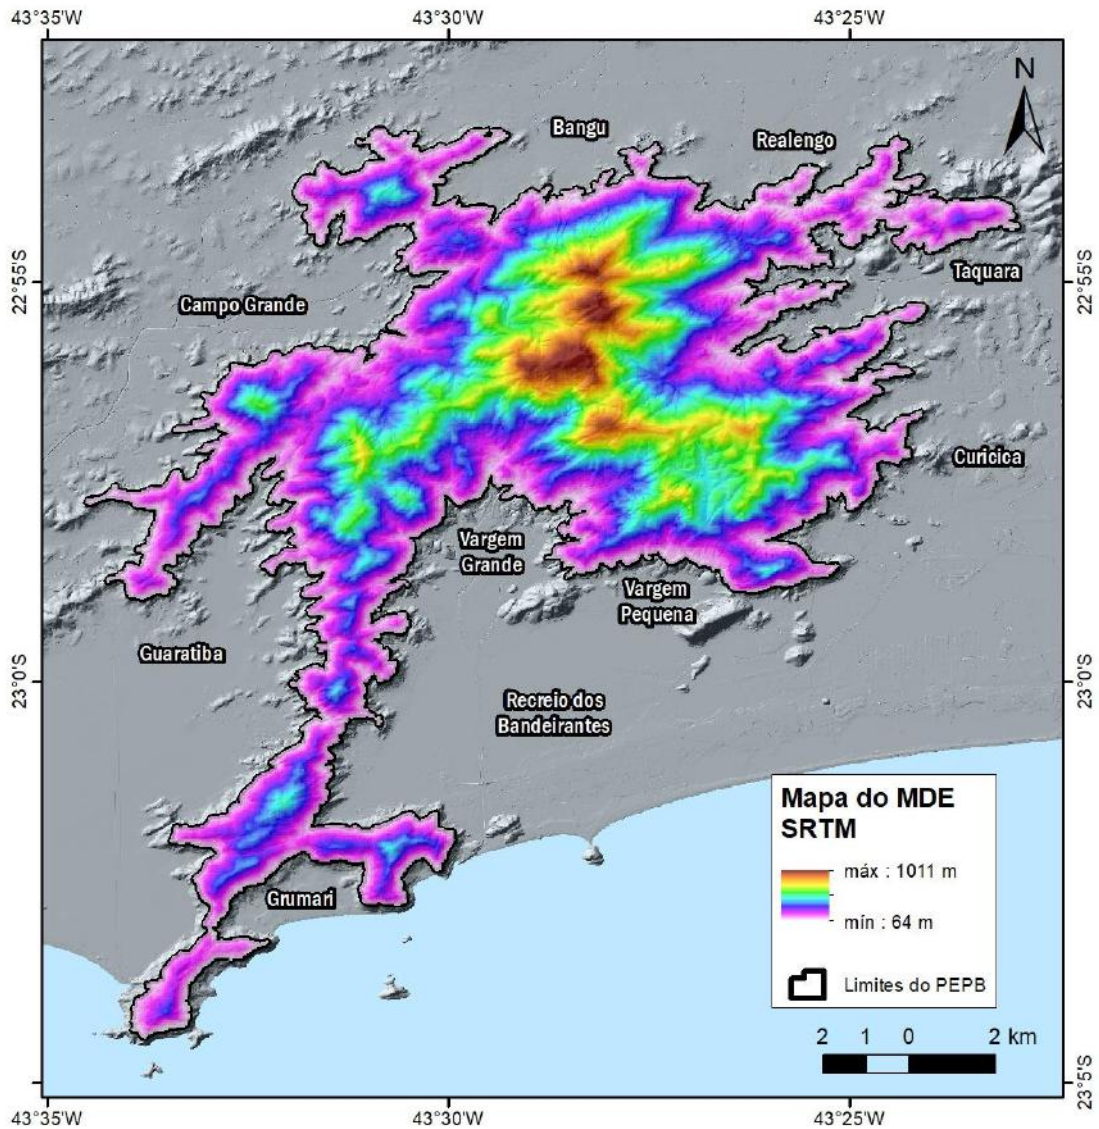 43°35'W 43°30'W 43°25'W
N
Bangu
Realengo
22°55'S
22°55'S
Taquara
Campo Grande
Curicica
Vargem
Grande
Vargem
Pequena
Guaratiba
23°0'S
23°0'S
Recreio dos
Bandeirantes
Mapa do MDE
SRTM
máx : 1011 m
mín : 64 m
Limites do PEPB
Grumari
2 1 0 2 km
23°5'S
43°35'W 43°30'W 43°25'W